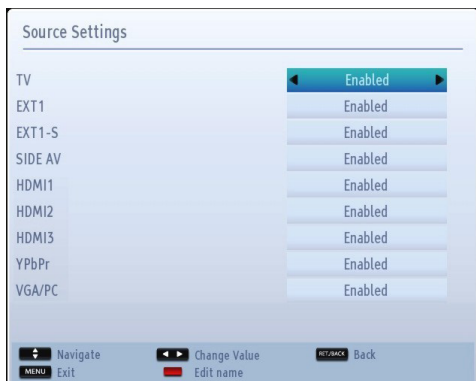 Source Settings
TV Enabled
EXT1 Enabled
EXT1-S Enabled
SIDE AV Enabled
HDMI1 Enabled
HDMI2 Enabled
HDMI3 Enabled
YPbPr Enabled
VGA/PC Enabled
Navigate Change Value RET./BACK Back
MENU Exit Edit name